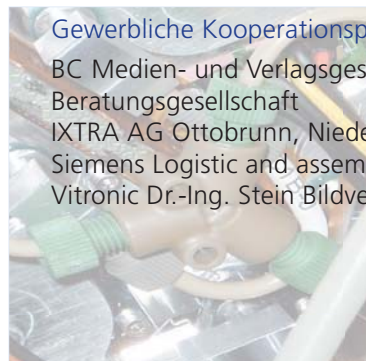 Gewerbliche Kooperationsp
BC Medien- und Verlagsges
Beratungsgesellschaft
IXTRA AG Ottobrunn, Niede
Siemens Logistic and assem
Vitronic Dr.-Ing. Stein Bildve